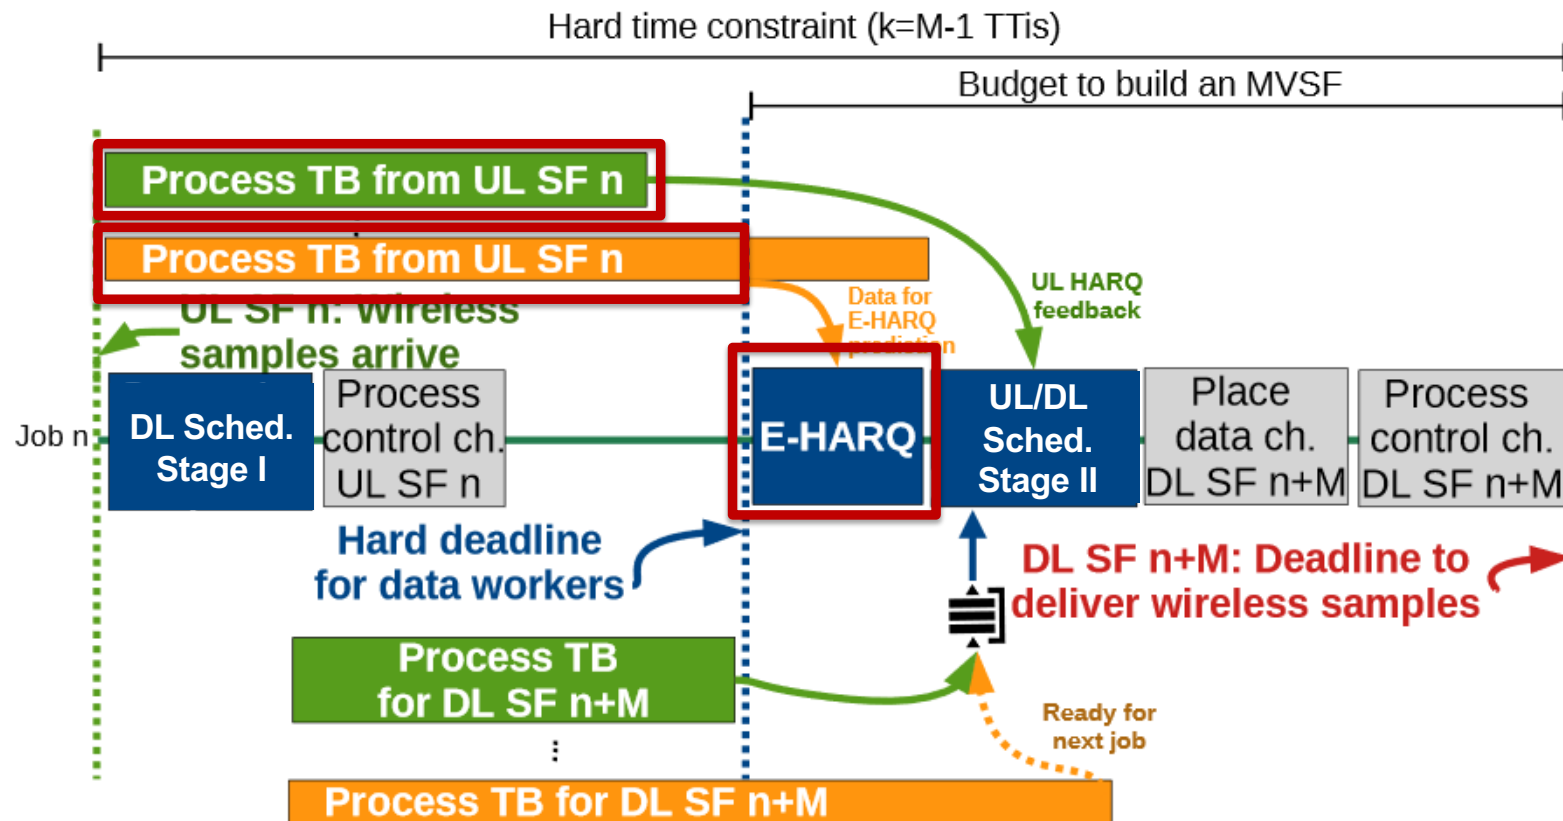 Hard time constraint (k=M-1 TTis)
Budget to build an MVSF
Process TB from UL SF n
Process TB from UL SF n
UL SF n: Wireless
samples arrive
Data for
E-HARQ
prediction
UL HARQ
feedback
Job n
DL Sched.
Stage I
Process
control ch.
UL SF n
E-HARQ
UL/DL
Sched.
Stage II
Place
data ch.
DL SF n+M
Process
control ch.
DL SF n+M
Hard deadline
for data workers
DL SF n+M: Deadline to
deliver wireless samples
Process TB
for DL SF n+M
Ready for
next job
Process TB for DL SF n+M